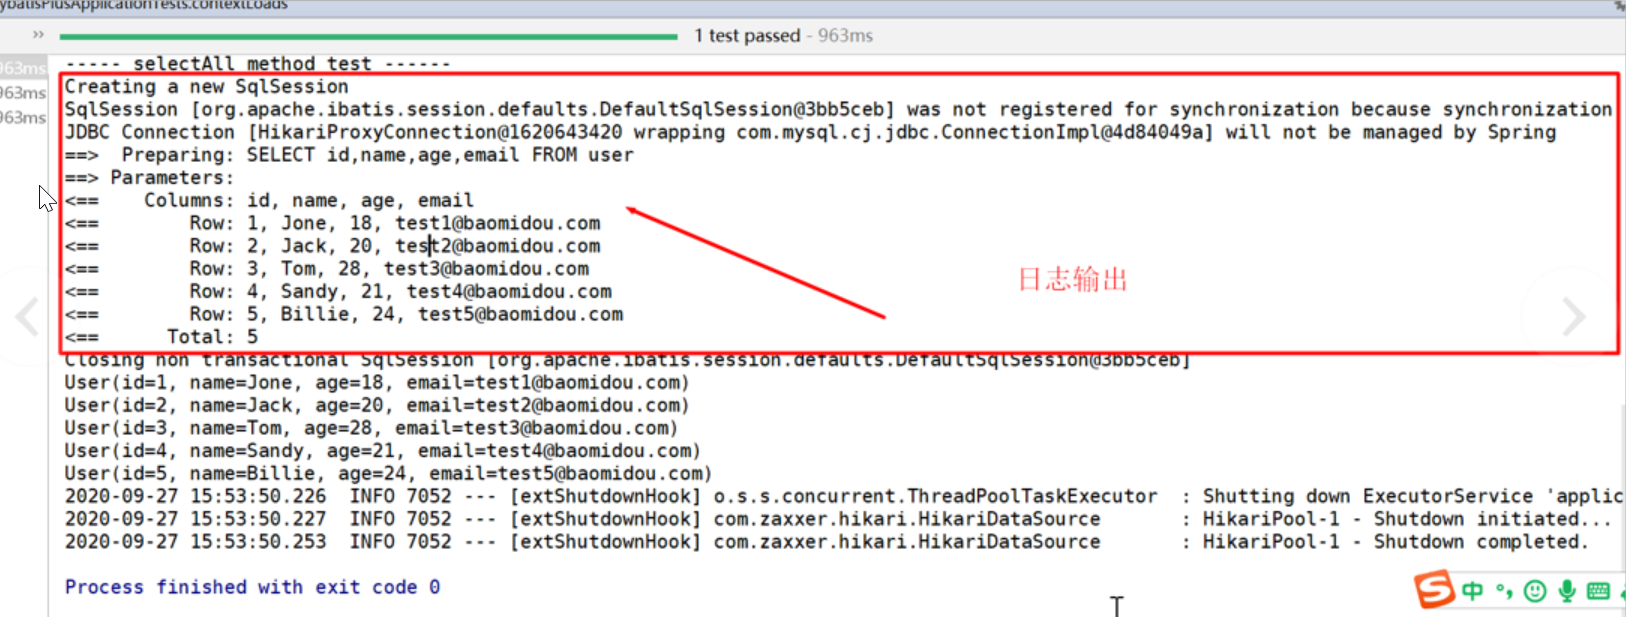 ybatisPlusApplicationTests.contextLoads
» 1 test passed - 963ms
963ms ----- selectAll method test ------
Creating a new SqlSession
963ms
SqlSession [org.apache.ibatis.session.defaults.DefaultSqlSession@3bb5ceb] was not registered for synchronization because synchronization
963ms
JDBC Connection [HikariProxyConnection@1620643420 wrapping com.mysql.cj.jdbc.ConnectionImpl@4d84049a] will not be managed by Spring
==>  Preparing: SELECT id,name,age,email FROM user
==> Parameters:
<==    Columns: id, name, age, email
<==        Row: 1, Jone, 18, test1@baomidou.com
<==        Row: 2, Jack, 20, test2@baomidou.com
<==        Row: 3, Tom, 28, test3@baomidou.com
日志输出
<==        Row: 4, Sandy, 21, test4@baomidou.com
<==        Row: 5, Billie, 24, test5@baomidou.com
<==      Total: 5
Closing non transactional SqlSession [org.apache.ibatis.session.defaults.DefaultSqlSession@3bb5ceb]
User(id=1, name=Jone, age=18, email=test1@baomidou.com)
User(id=2, name=Jack, age=20, email=test2@baomidou.com)
User(id=3, name=Tom, age=28, email=test3@baomidou.com)
User(id=4, name=Sandy, age=21, email=test4@baomidou.com)
User(id=5, name=Billie, age=24, email=test5@baomidou.com)
2020-09-27 15:53:50.226  INFO 7052 --- [extShutdownHook] o.s.s.concurrent.ThreadPoolTaskExecutor  : Shutting down ExecutorService 'applic
2020-09-27 15:53:50.227  INFO 7052 --- [extShutdownHook] com.zaxxer.hikari.HikariDataSource       : HikariPool-1 - Shutdown initiated...
2020-09-27 15:53:50.253  INFO 7052 --- [extShutdownHook] com.zaxxer.hikari.HikariDataSource       : HikariPool-1 - Shutdown completed.
Process finished with exit code 0
S 中